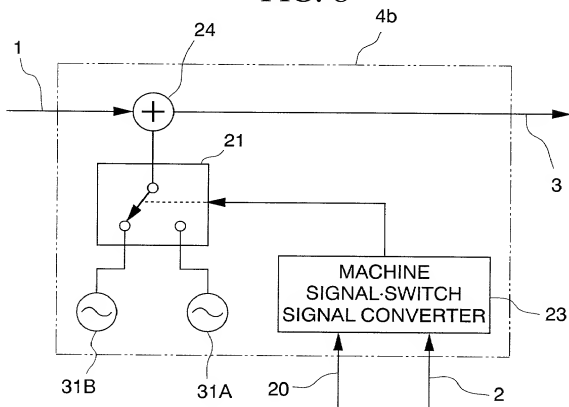 4b
24
1
+
21
3
MACHINE
SIGNAL·SWITCH
SIGNAL CONVERTER
23
31B
31A
20
2